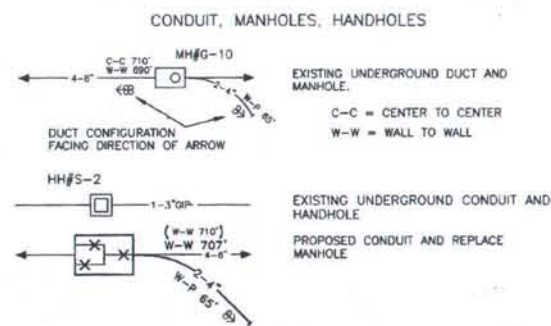 CONDUIT, MANHOLES, HANDHOLES
C-C 710'
W-W 690'
MH#G-10
4-6"
2-4"
W-P 65'
EXISTING UNDERGROUND DUCT AND
MANHOLE.
C-C = CENTER TO CENTER
W-W = WALL TO WALL
DUCT CONFIGURATION
FACING DIRECTION OF ARROW
HH#S-2
1-3"GIP
EXISTING UNDERGROUND CONDUIT AND
HANDHOLE
(W-W 710')
W-W 707'
4-6"
2-4"
W-P 65'
PROPOSED CONDUIT AND REPLACE
MANHOLE